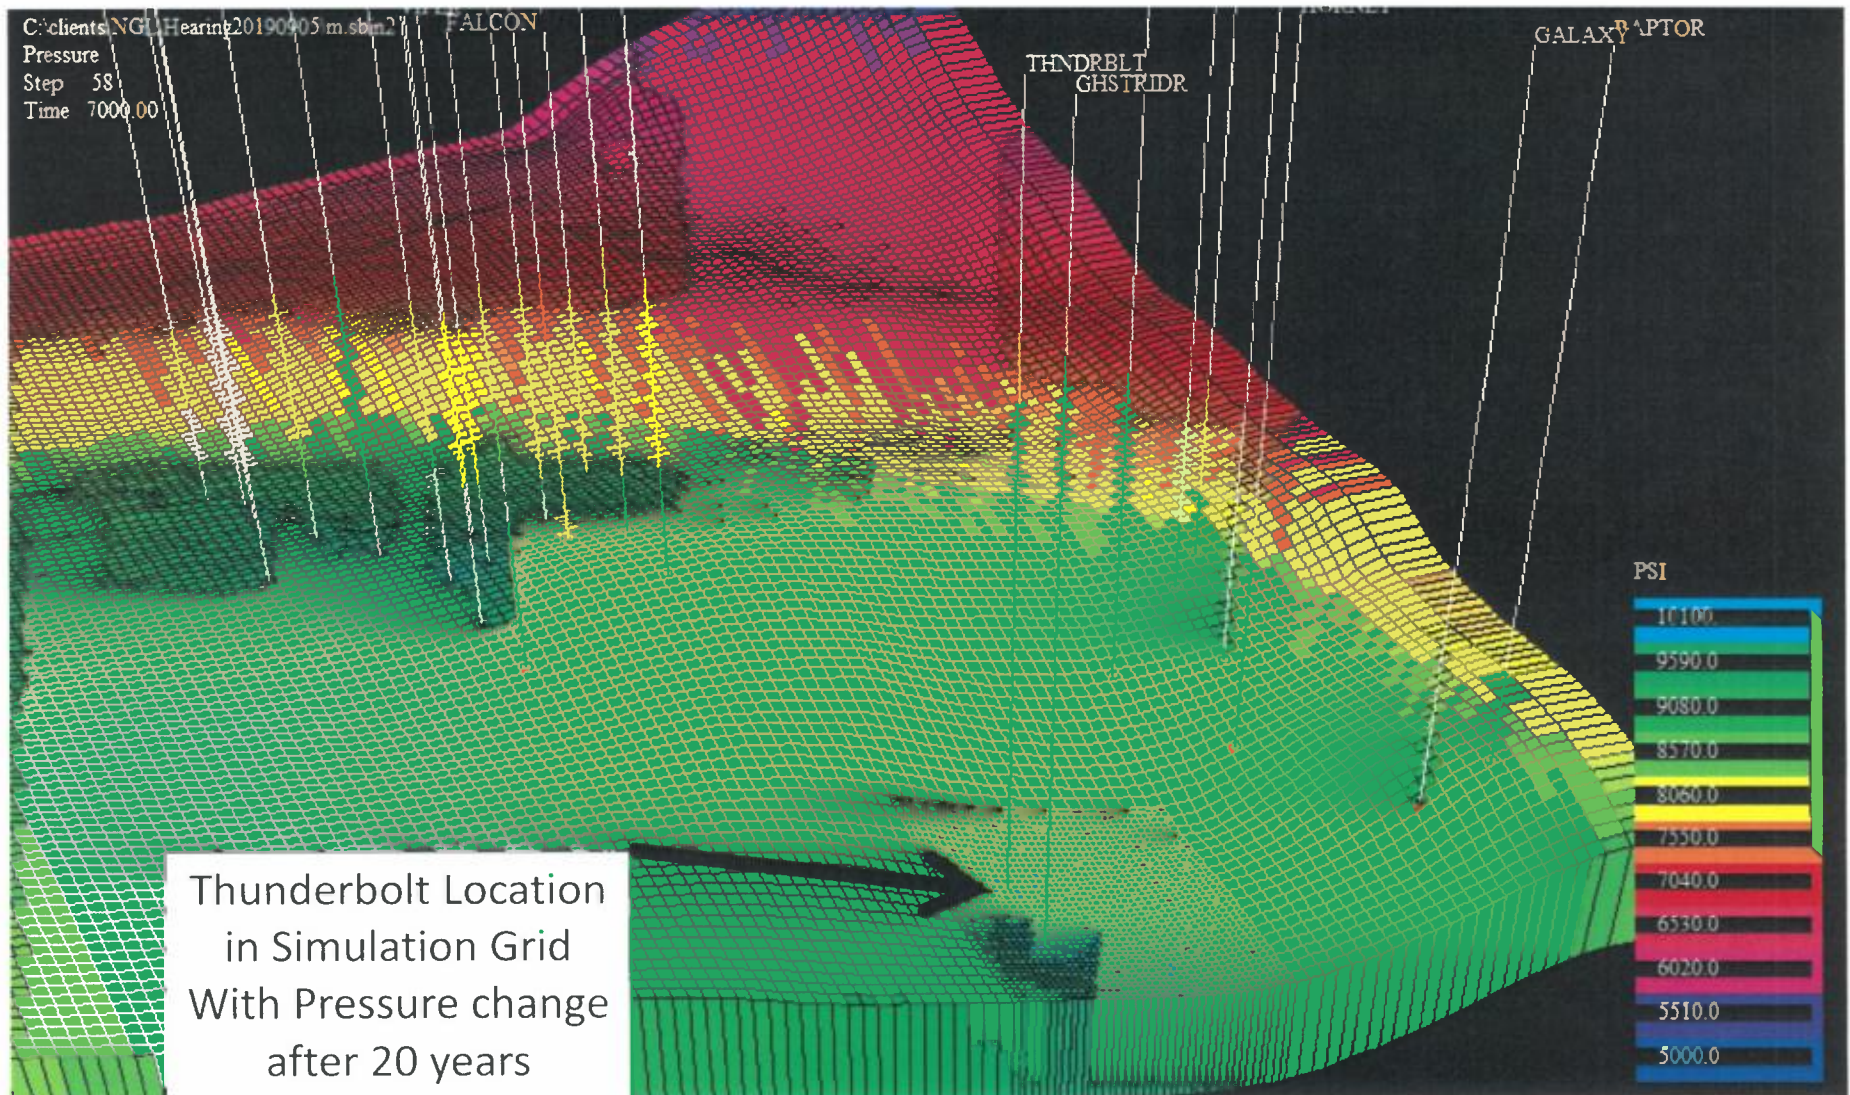 C:\clients\NGL\Hearing20190905 m.sbin2
Pressure
Step 58
Time 7000.00
FALCON
THNDRBLT
GHSTRIDR
GALAXY
PSI
10100.
9590.0
9080.0
8570.0
8060.0
7550.0
7040.0
6530.0
6020.0
5510.0
5000.0
Thunderbolt Location
in Simulation Grid
With Pressure change
after 20 years